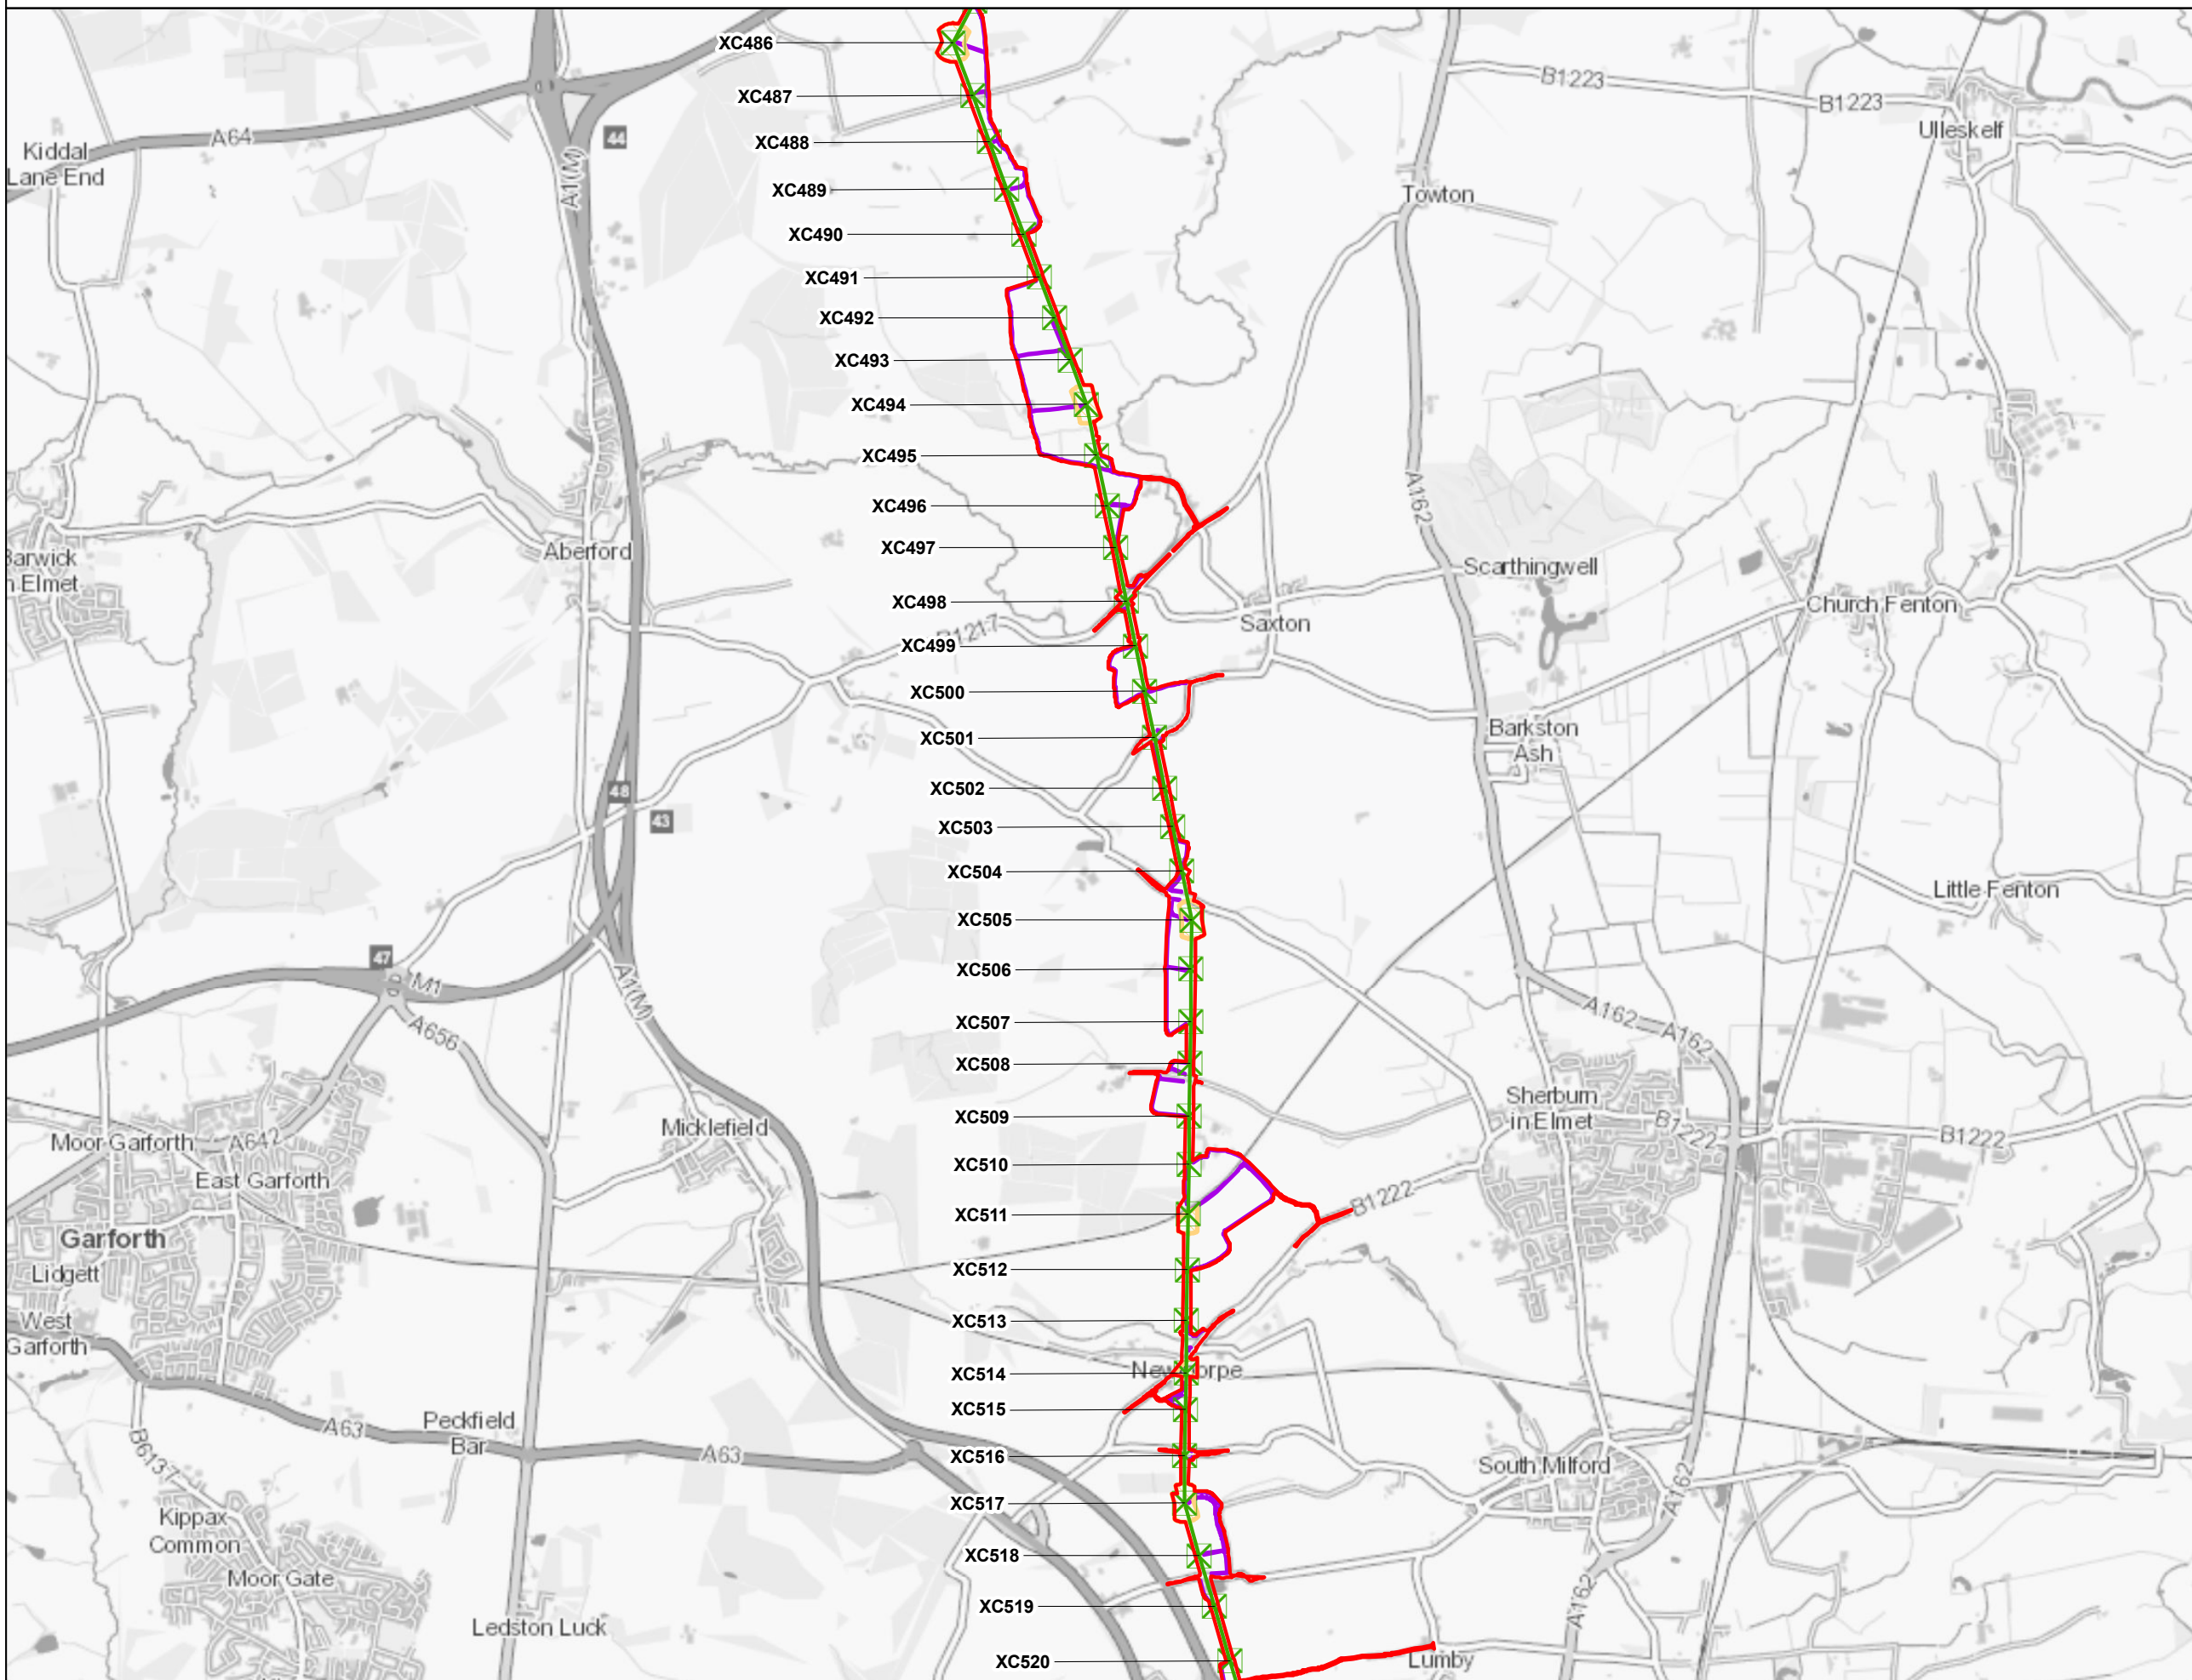 XC486
XC487
B1223
B1223
Ulleskelf
A64
44
XC488
Kiddal
Lane End
A1(M)
XC489
Towton
XC490
XC491
XC492
XC493
XC494
XC495
A162
XC496
XC497
Aberford
Barwick
n Elmet
Scarthingwell
XC498
Church Fenton
B1217
Saxton
XC499
XC500
XC501
Barkston
Ash
XC502
48
43
XC503
XC504
Little Fenton
XC505
47
M1
XC506
A1(M)
A162
A162
XC507
A656
XC508
Sherburn
in Elmet
XC509
Micklefield
B1222
B1222
Moor Garforth
A642
XC510
East Garforth
B1222
XC511
Garforth
XC512
Lidgett
XC513
West
Garforth
XC514
Newthorpe
XC515
Peckfield
Bar
A63
A63
XC516
B6137
South Milford
A162
XC517
Kippax
Common
XC518
Moor Gate
XC519
A162
Ledston Luck
XC520
Lumby